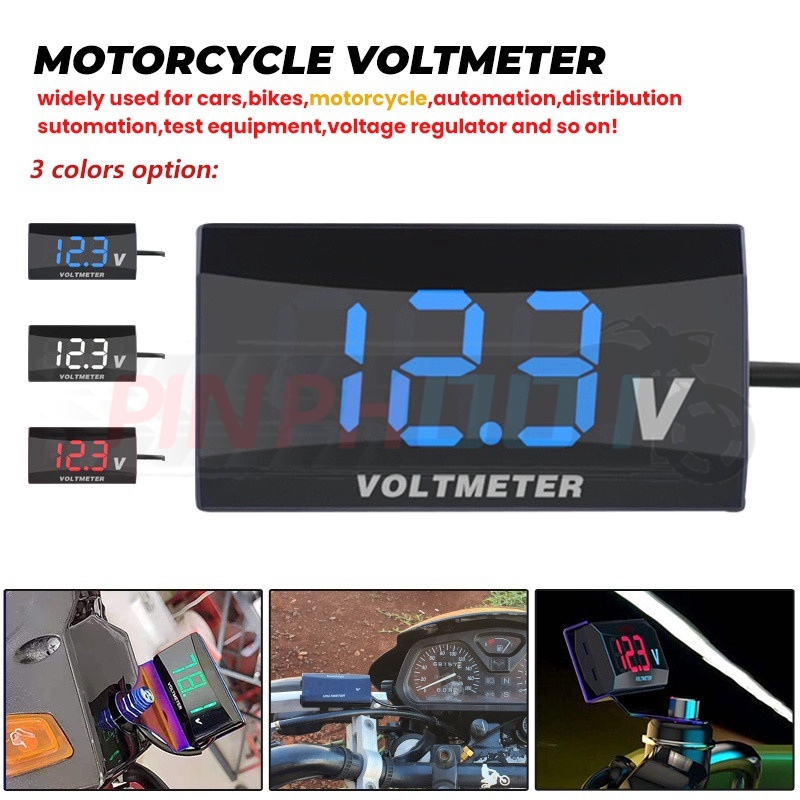 MOTORCYCLE VOLTMETER
widely used for cars,bikes,motorcycle,automation,distribution
sutomation,test equipment,voltage regulator and so on!
3 colors option:
12.3 V
VOLTMETER
12.3 V
VOLTMETER
12.3 V
VOLTMETER
12.3 V
VOLTMETER
PINPHOON
VOLTMETER
12.3 V
VOLTMETER